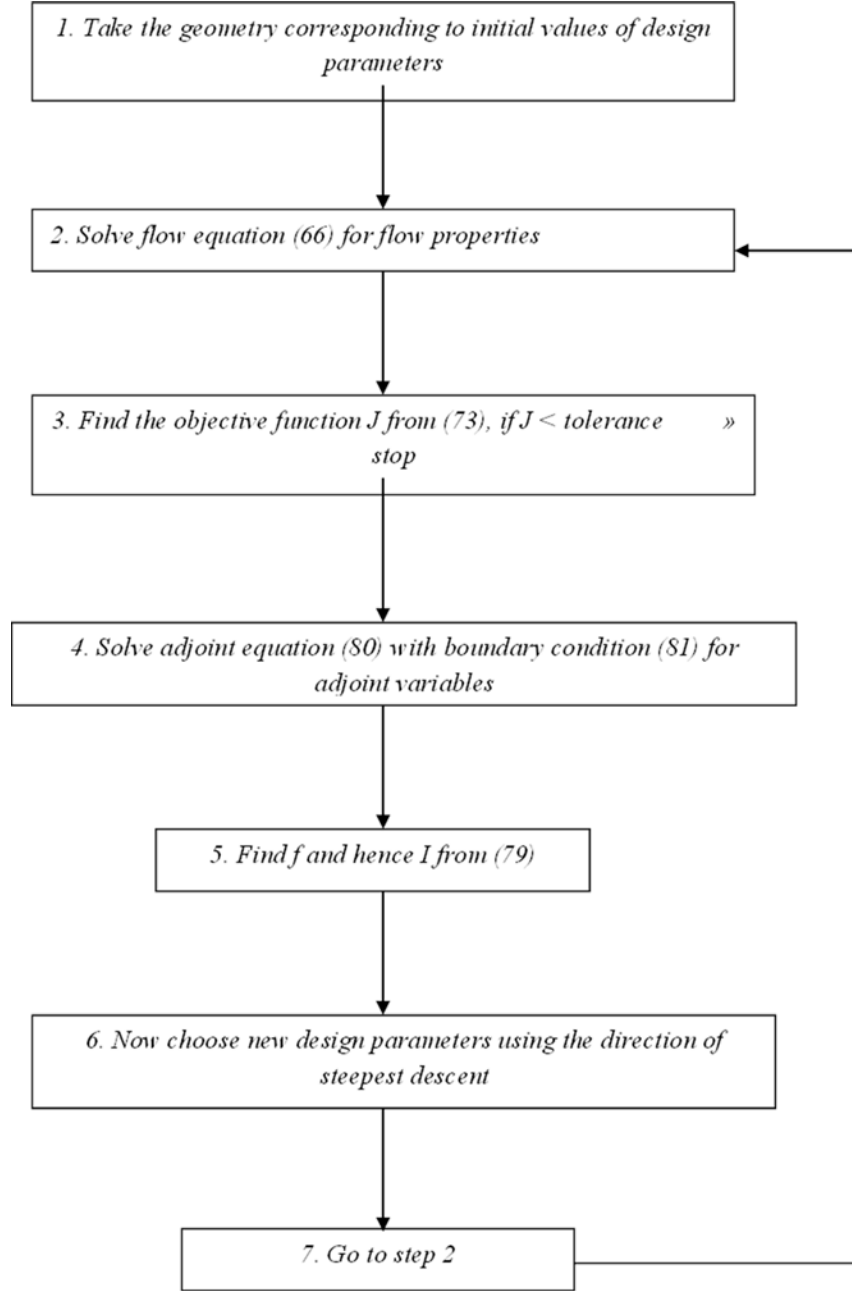 1. Take the geometry corresponding to initial values of design
parameters
2. Solve flow equation (66) for flow properties
3. Find the objective function J from (73), if J < tolerance »
stop
4. Solve adjoint equation (80) with boundary condition (81) for
adjoint variables
5. Find f and hence I from (79)
6. Now choose new design parameters using the direction of
steepest descent
7. Go to step 2